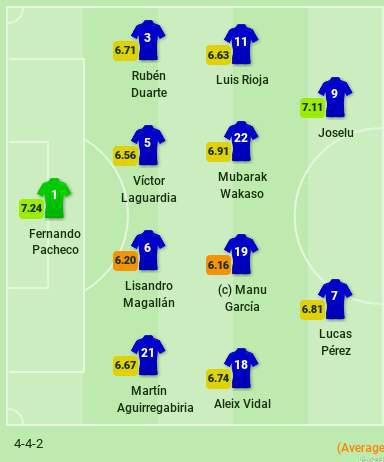 3
6.71
Rubén
Duarte
11
6.63
Luis Rioja
9
7.11
Joselu
5
6.56
Víctor
Laguardia
22
6.91
Mubarak
Wakaso
1
7.24
Fernando
Pacheco
6
6.20
Lisandro
Magallán
19
6.16
(c) Manu
García
7
6.81
Lucas
Pérez
21
6.67
Martín
Aguirregabiria
18
6.74
Aleix Vidal
4-4-2
(Average